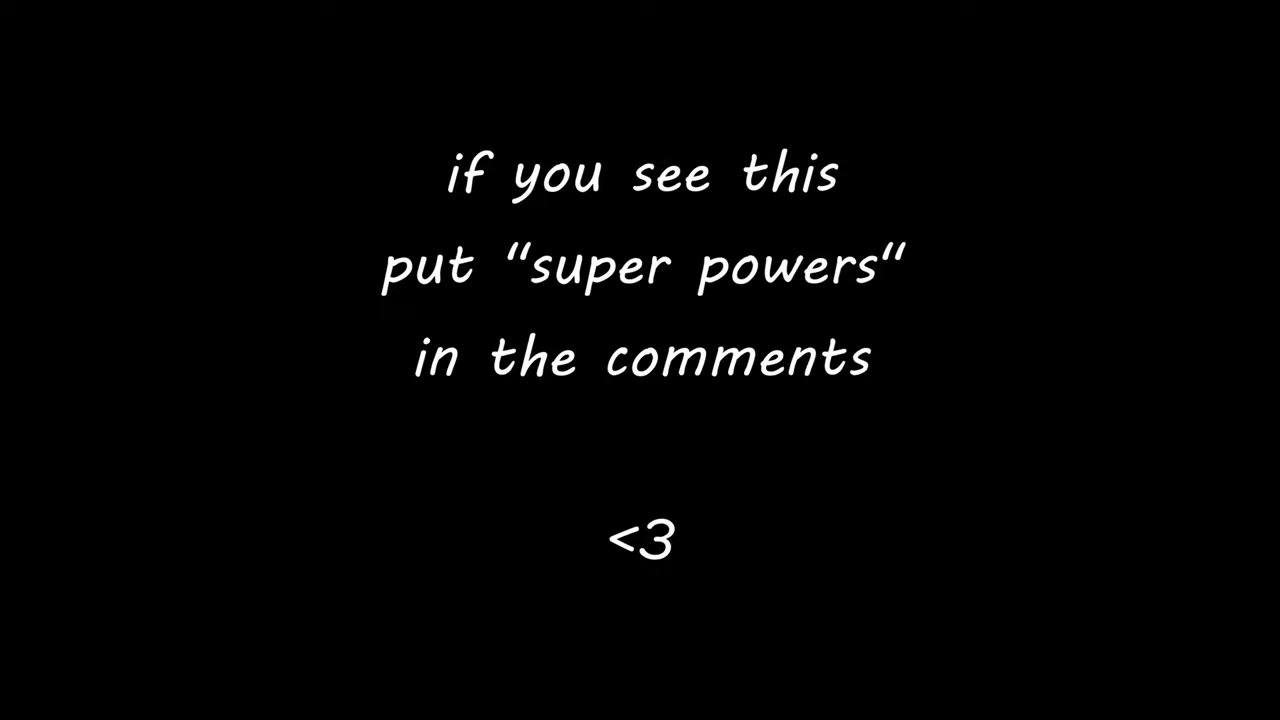 if you see this
put “super powers“
in the comments
<3